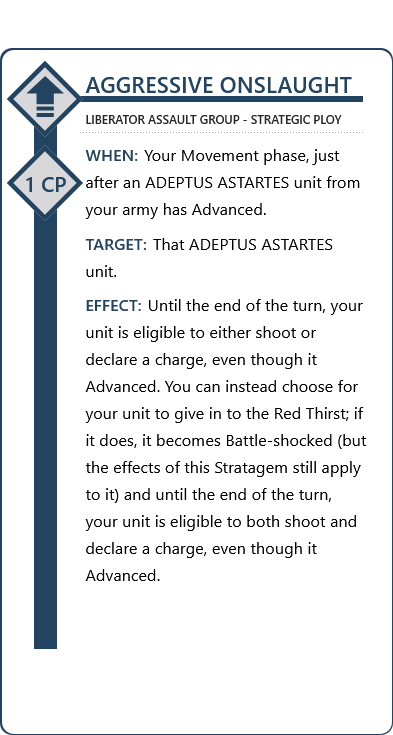 AGGRESSIVE ONSLAUGHT
LIBERATOR ASSAULT GROUP - STRATEGIC PLOY
1 CP
WHEN: Your Movement phase, just
after an ADEPTUS ASTARTES unit from
your army has Advanced.
TARGET: That ADEPTUS ASTARTES
unit.
EFFECT: Until the end of the turn, your
unit is eligible to either shoot or
declare a charge, even though it
Advanced. You can instead choose for
your unit to give in to the Red Thirst; if
it does, it becomes Battle-shocked (but
the effects of this Stratagem still apply
to it) and until the end of the turn,
your unit is eligible to both shoot and
declare a charge, even though it
Advanced.